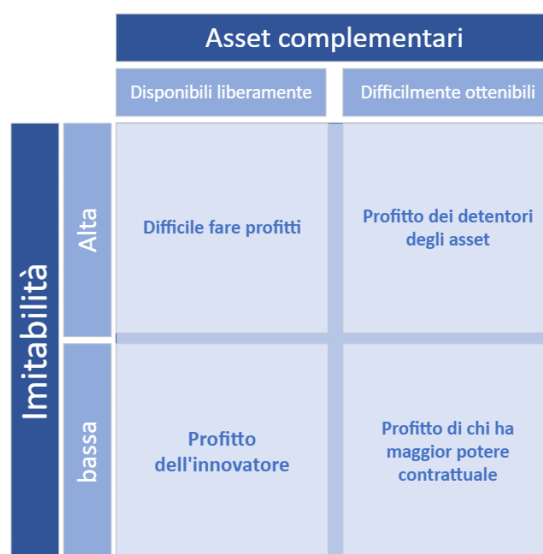 Asset complementari
Disponibili liberamente
Difficilmente ottenibili
Imitabilità
Alta
Difficile fare profitti
Profitto dei detentori
degli asset
bassa
Profitto
dell'innovatore
Profitto di chi ha
maggior potere
contrattuale